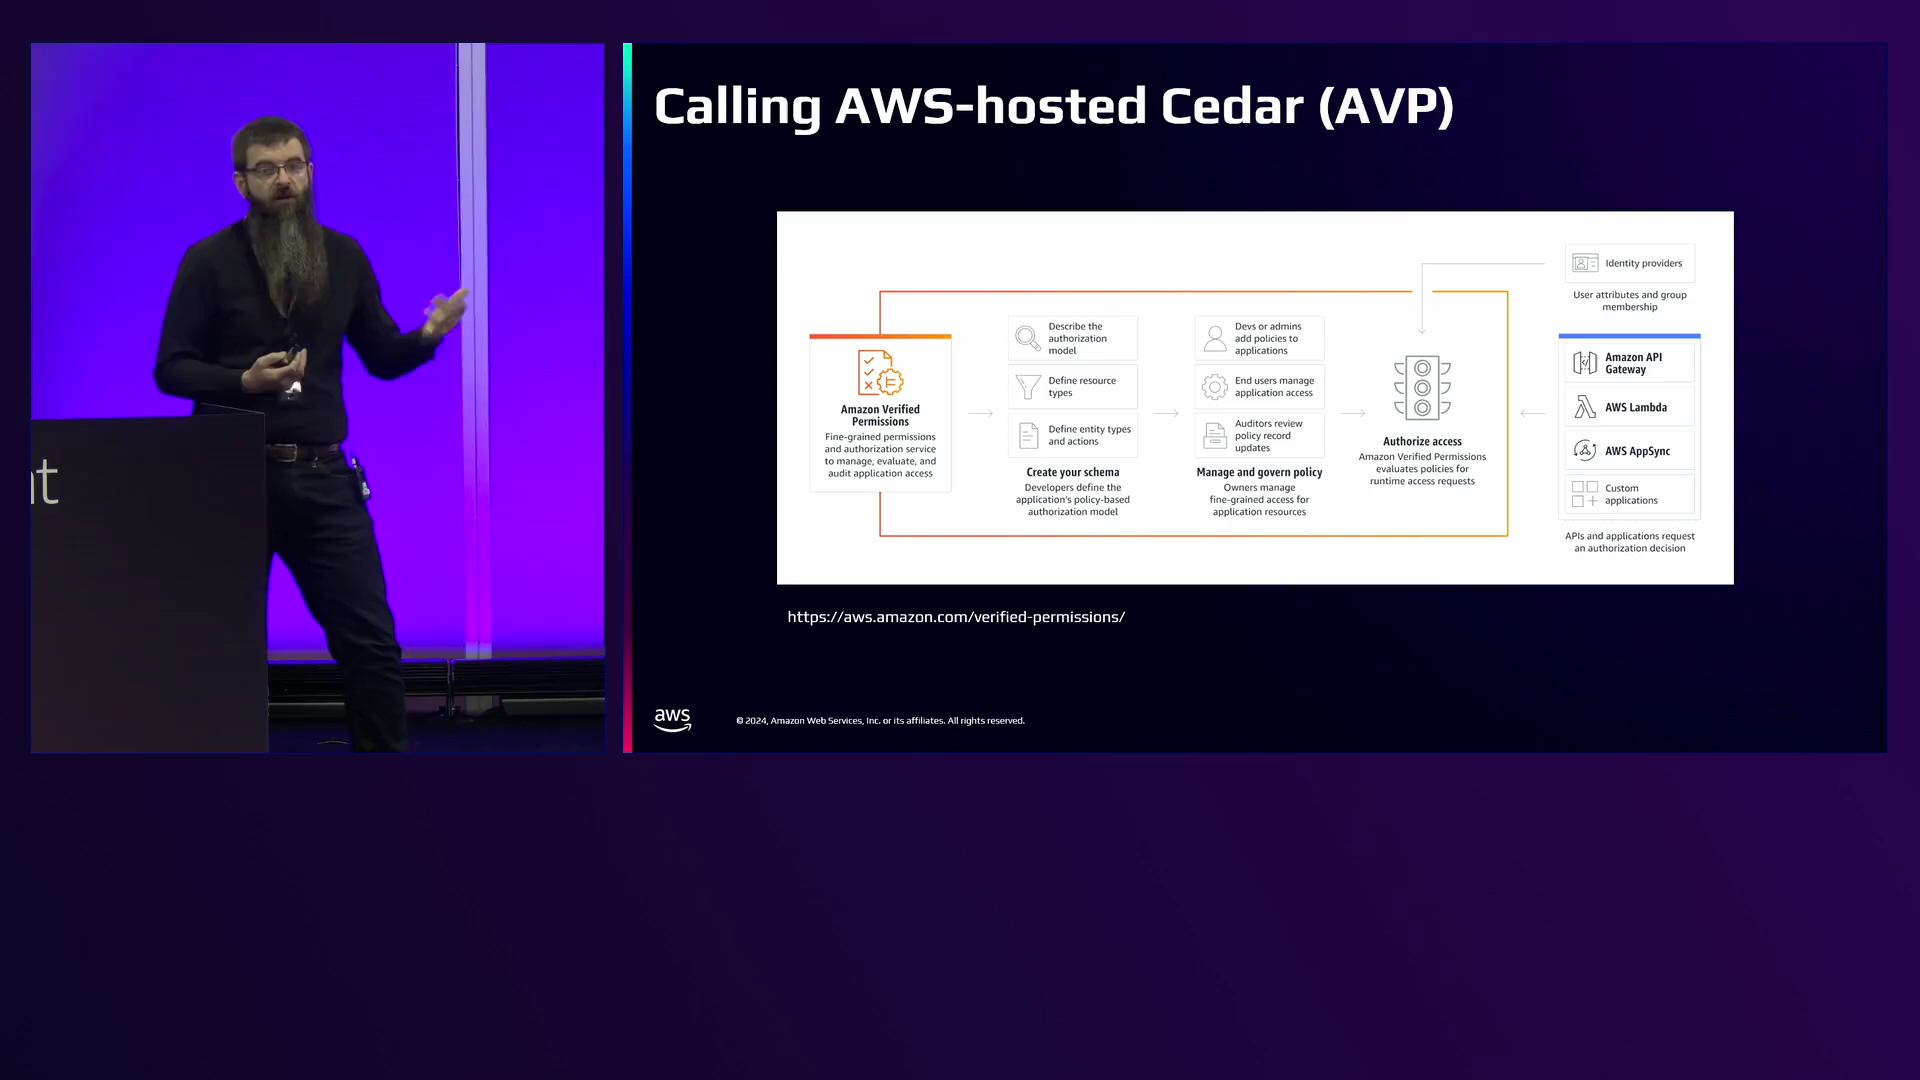 nt
Calling AWS-hosted Cedar (AVP)
Amazon Verified
Permissions
Fine-grained permissions
and authorization service
to manage, evaluate, and
audit application access
Describe the
authorization
model
Define resource
types
Define entity types
and actions
Create your schema
Developers define the
application's policy-based
authorization model
Devs or admins
add policies to
applications
End users manage
application access
Auditors review
policy record
updates
Manage and govern policy
Owners manage
fine-grained access for
application resources
Authorize access
Amazon Verified Permissions
evaluates policies for
runtime access requests
Identity providers
User attributes and group
membership
Amazon API
Gateway
AWS Lambda
AWS AppSync
Custom
applications
APIs and applications request
an authorization decision
https://aws.amazon.com/verified-permissions/
aws
© 2024, Amazon Web Services, Inc. or its affiliates. All rights reserved.